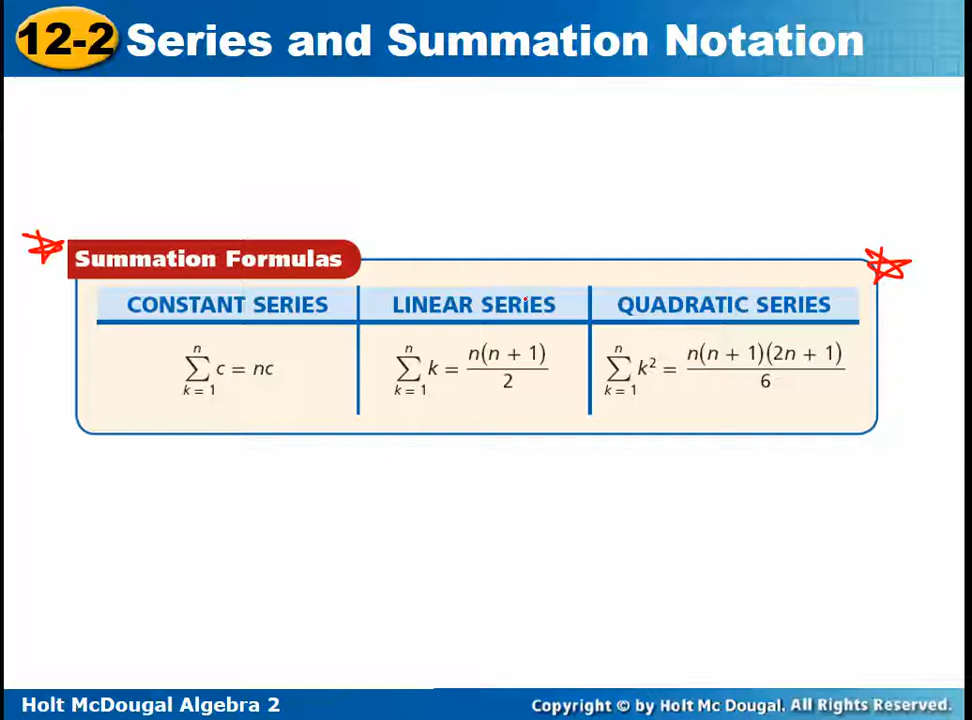 12-2 Series and Summation Notation
Summation Formulas
CONSTANT SERIES LINEAR SERIES QUADRATIC SERIES
n∑k = 1 c = nc
n∑k = 1 k = n(n + 1)/2
n∑k = 1 k² = n(n + 1)(2n + 1)/6
Holt McDougal Algebra 2
Copyright © by Holt Mc Dougal. All Rights Reserved.